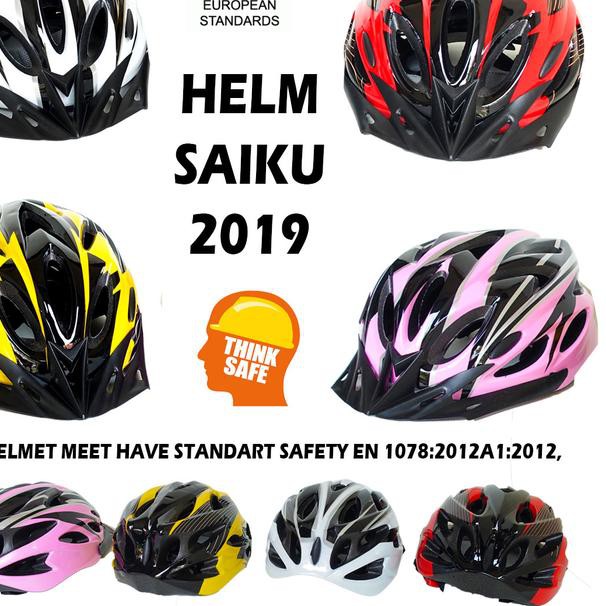 EUROPEAN
STANDARDS
HELM
SAIKU
2019
THINK
SAFE
ELMET MEET HAVE STANDART SAFETY EN 1078:2012A1:2012,